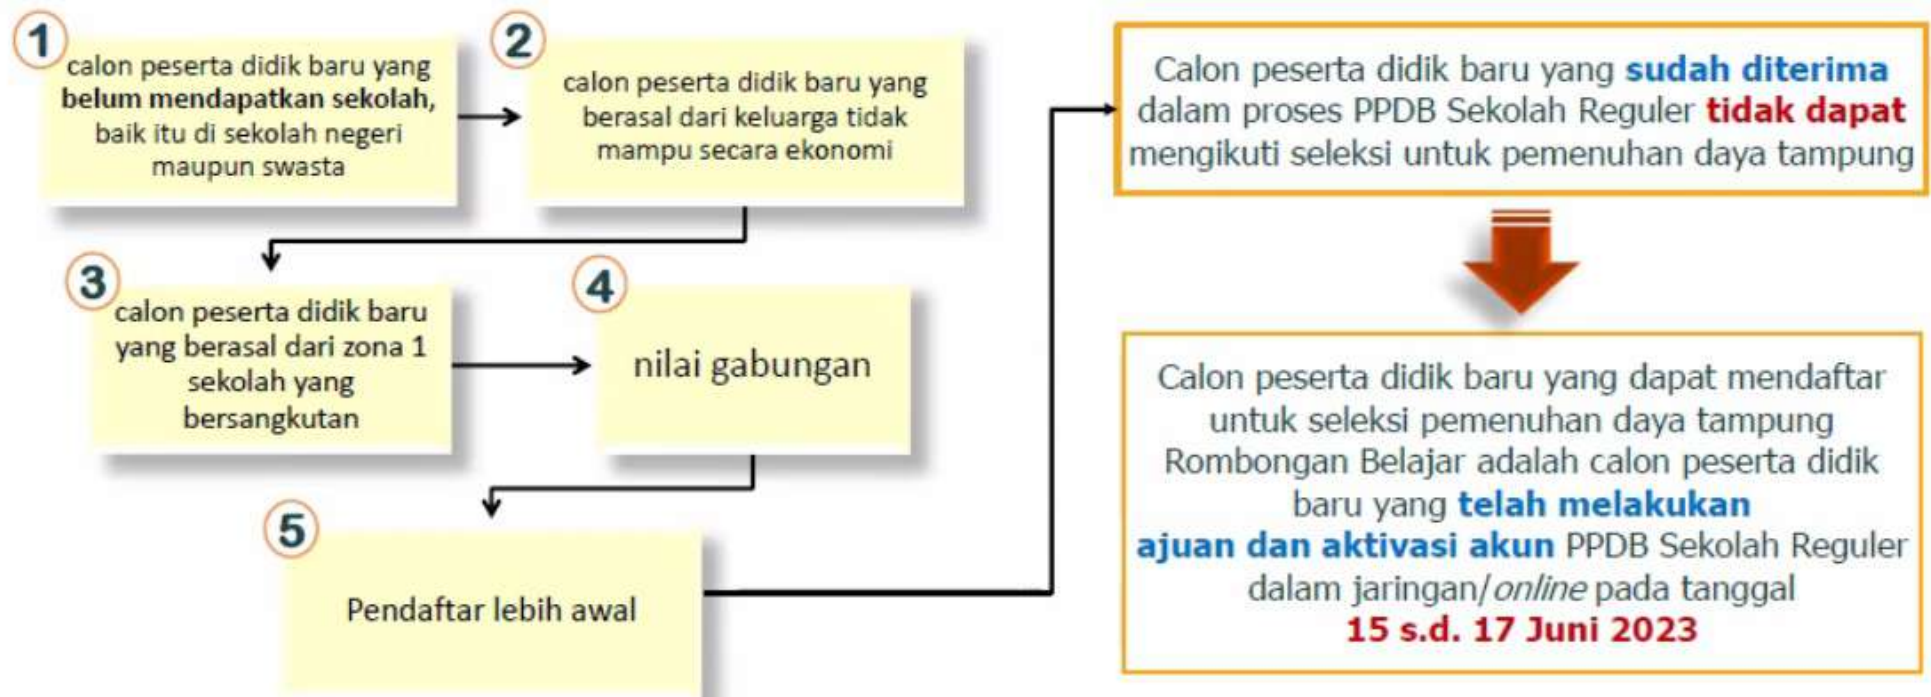 1
calon peserta didik baru yang
belum mendapatkan sekolah,
baik itu di sekolah negeri
maupun swasta
2
calon peserta didik baru yang
berasal dari keluarga tidak
mampu secara ekonomi
3
calon peserta didik baru
yang berasal dari zona 1
sekolah yang
bersangkutan
4
nilai gabungan
5
Pendaftar lebih awal
Calon peserta didik baru yang sudah diterima
dalam proses PPDB Sekolah Reguler tidak dapat
mengikuti seleksi untuk pemenuhan daya tampung
Calon peserta didik baru yang dapat mendaftar
untuk seleksi pemenuhan daya tampung
Rombongan Belajar adalah calon peserta didik
baru yang telah melakukan
ajuan dan aktivasi akun PPDB Sekolah Reguler
dalam jaringan/online pada tanggal
15 s.d. 17 Juni 2023